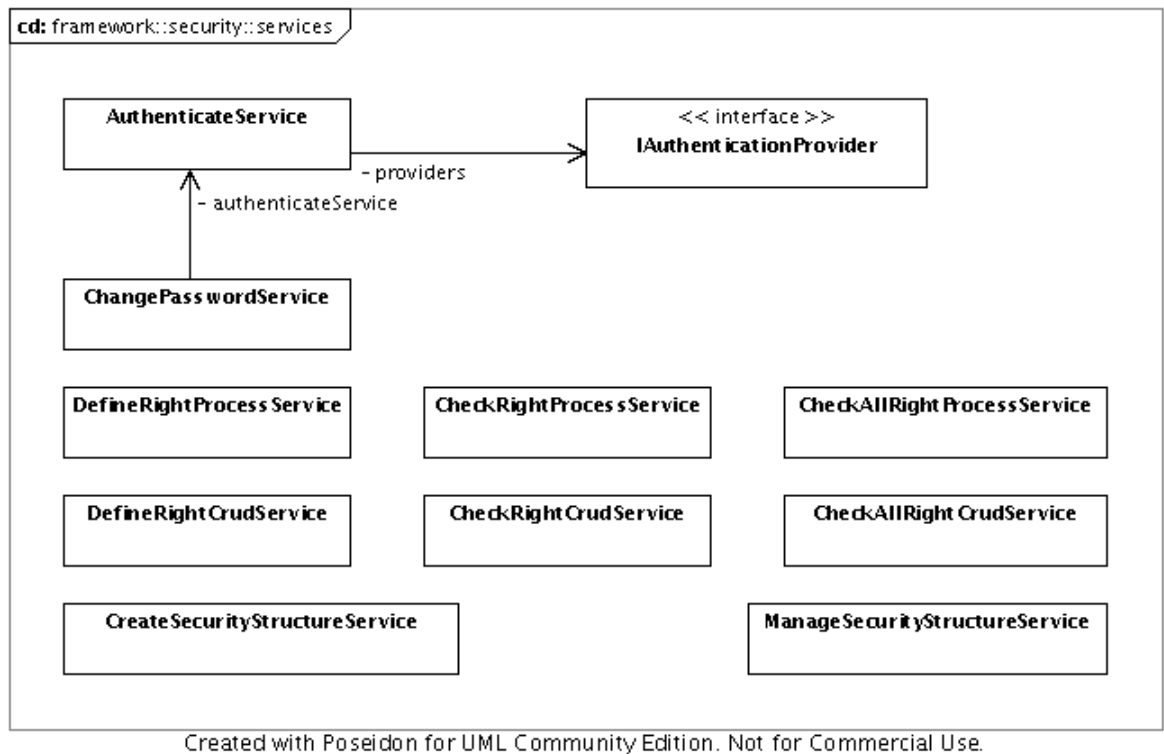 cd: framework::security::services
AuthenticateService
<< interface >>
IAuthenticationProvider
- providers
- authenticateService
ChangePasswordService
DefineRightProcessService
CheckRightProcessService
CheckAllRightProcessService
DefineRightCrudService
CheckRightCrudService
CheckAllRightCrudService
CreateSecurityStructureService
ManageSecurityStructureService
Created with Poseidon for UML Community Edition. Not for Commercial Use.